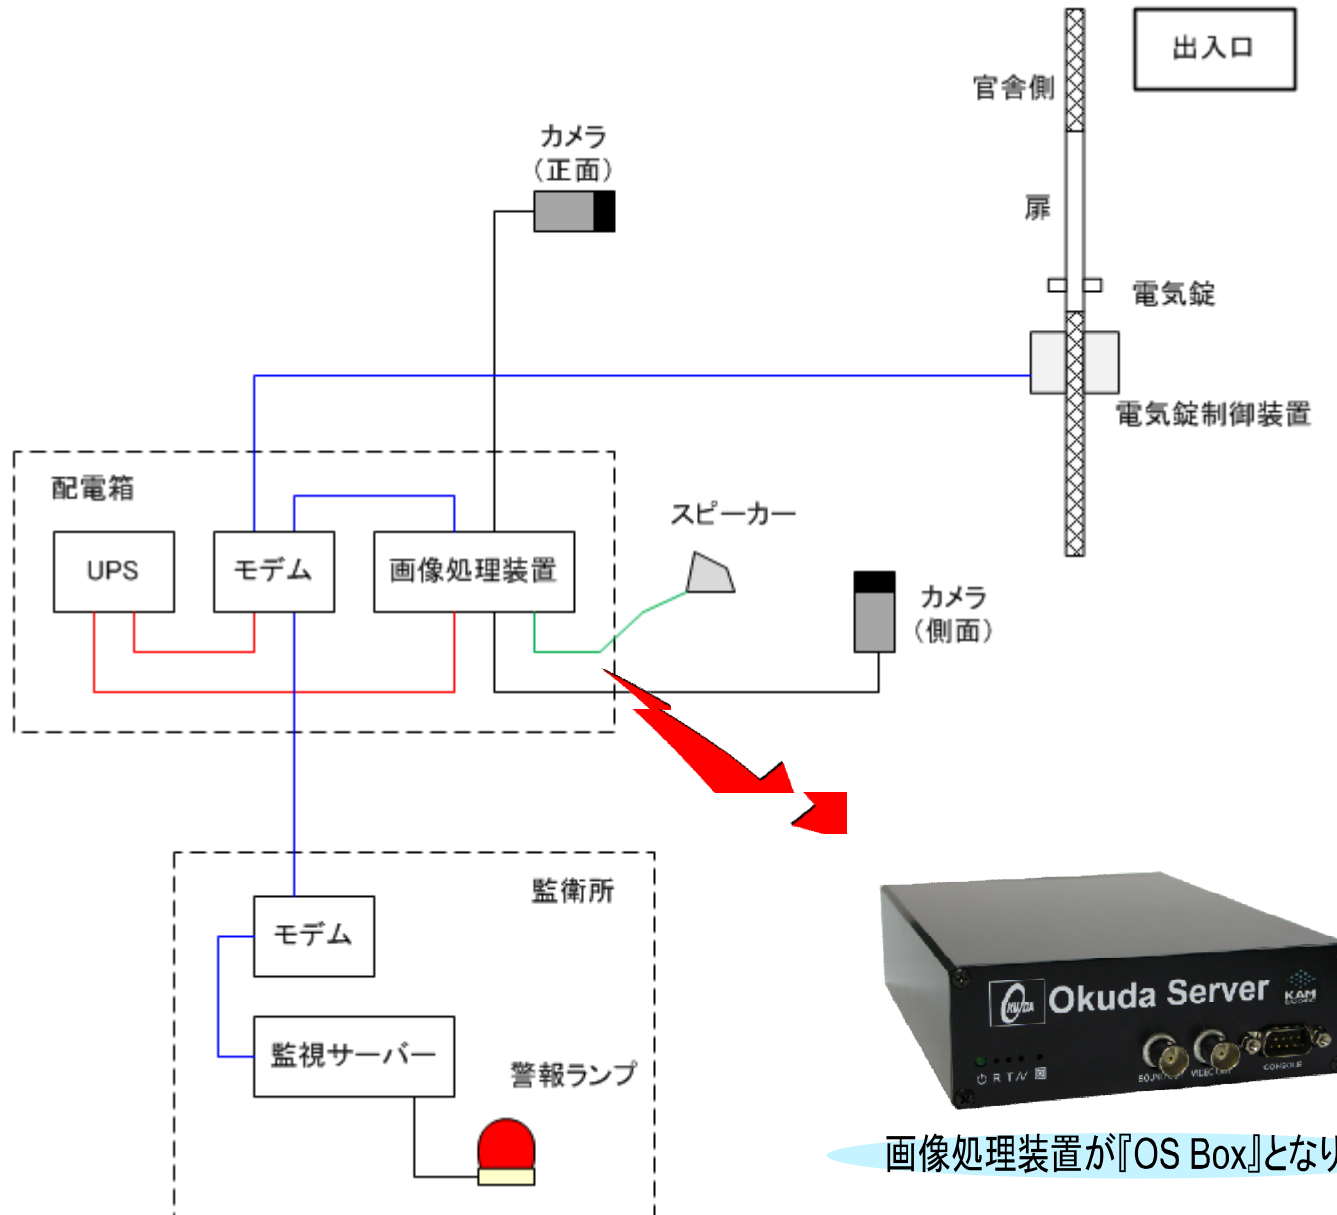 出入口
官舎側
カメラ
（正面）
扉
電気錠
電気錠制御装置
配電箱
スピーカー
UPS
モデム
画像処理装置
カメラ
（側面）
監衛所
モデム
監視サーバー
警報ランプ
Okuda Server
KAM
R T
VIDEO
CONSOLE
画像処理装置が『OS Box』となり